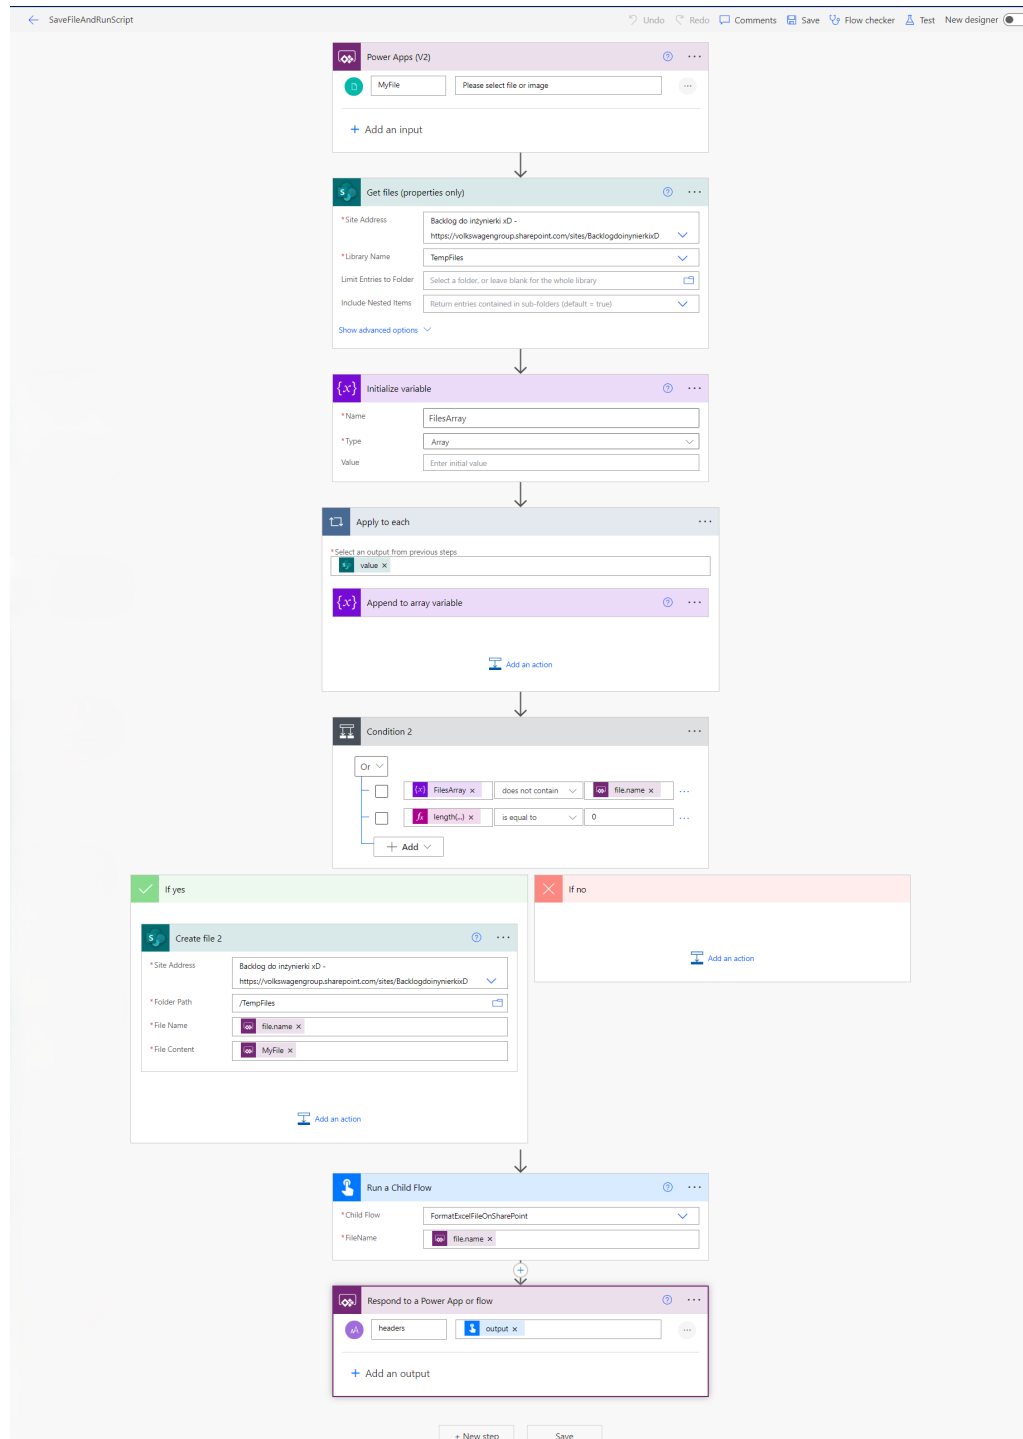 SaveFileAndRunScript
Undo Redo Comments Save Flow checker Test New designer
Power Apps (V2)
MyFile Please select file or image
+ Add an input
Get files (properties only)
* Site Address Backlog do inżynierki xD -
https://volkswagengroup.sharepoint.com/sites/BacklogdoinynierkixD
* Library Name TempFiles
Limit Entries to Folder Select a folder, or leave blank for the whole library
Include Nested Items Return entries contained in sub-folders (default = true)
Show advanced options
{x} Initialize variable
* Name FilesArray
* Type Array
Value Enter initial value
Apply to each
* Select an output from previous steps
value ×
{x} Append to array variable
Add an action
Condition 2
Or
{x} FilesArray × does not contain file.name ×
fx length(...) × is equal to 0
+ Add
If yes
If no
Create file 2
* Site Address Backlog do inżynierki xD -
https://volkswagengroup.sharepoint.com/sites/BacklogdoinynierkixD
* Folder Path /TempFiles
* File Name file.name ×
* File Content MyFile ×
Add an action
Add an action
Run a Child Flow
* Child Flow FormatExcelFileOnSharePoint
* FileName file.name ×
Respond to a Power App or flow
headers output ×
+ Add an output
+ New step Save